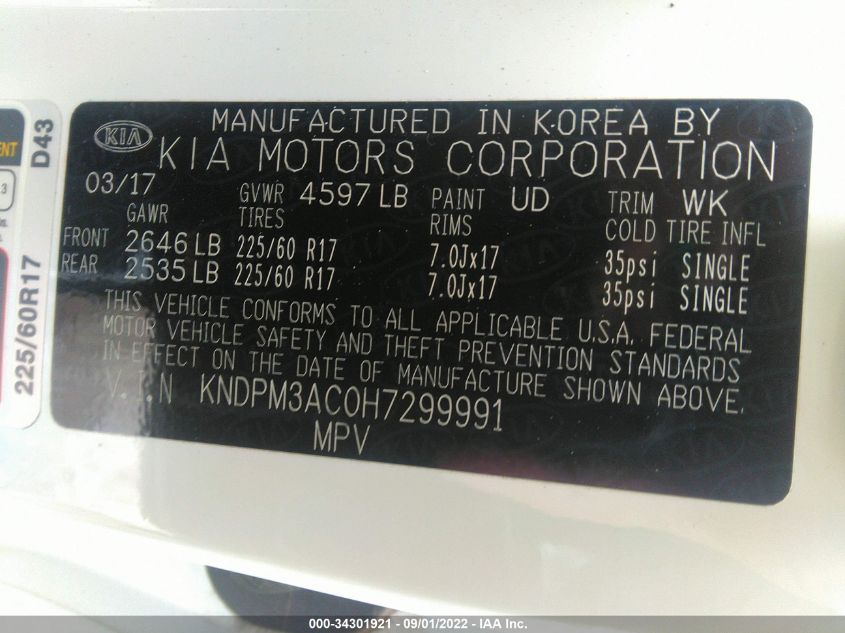 MANUFACTURED IN KOREA BY
KIA KIA MOTORS CORPORATION
03/17 GVWR 4597 LB PAINT UD TRIM WK
GAWR TIRES RIMS COLD TIRE INFL
FRONT 2646 LB 225/60 R17 7.0Jx17 35psi SINGLE
REAR 2535 LB 225/60 R17 7.0Jx17 35psi SINGLE
THIS VEHICLE CONFORMS TO ALL APPLICABLE U.S.A. FEDERAL
MOTOR VEHICLE SAFETY AND THEFT PREVENTION STANDARDS
IN EFFECT ON THE DATE OF MANUFACTURE SHOWN ABOVE.
V.I.N KNDPM3AC0H7299991
MPV
D43
225/60R17
000-34301921 - 09/01/2022 - IAA Inc.